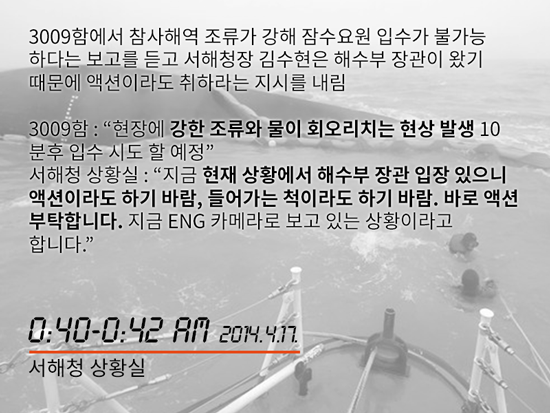 3009함에서 참사해역 조류가 강해 잠수요원 입수가 불가능
하다는 보고를 듣고 서해청장 김수현은 해수부 장관이 왔기
때문에 액션이라도 취하라는 지시를 내림
3009함 : “현장에 강한 조류와 물이 회오리치는 현상 발생 10
분후 입수 시도 할 예정”
서해청 상황실 : “지금 현재 상황에서 해수부 장관 입장 있으니
액션이라도 하기 바람, 들어가는 척이라도 하기 바람. 바로 액션
부탁합니다. 지금 ENG 카메라로 보고 있는 상황이라고
합니다.”
0:40-0:42 AM 2014.4.17.
서해청 상황실